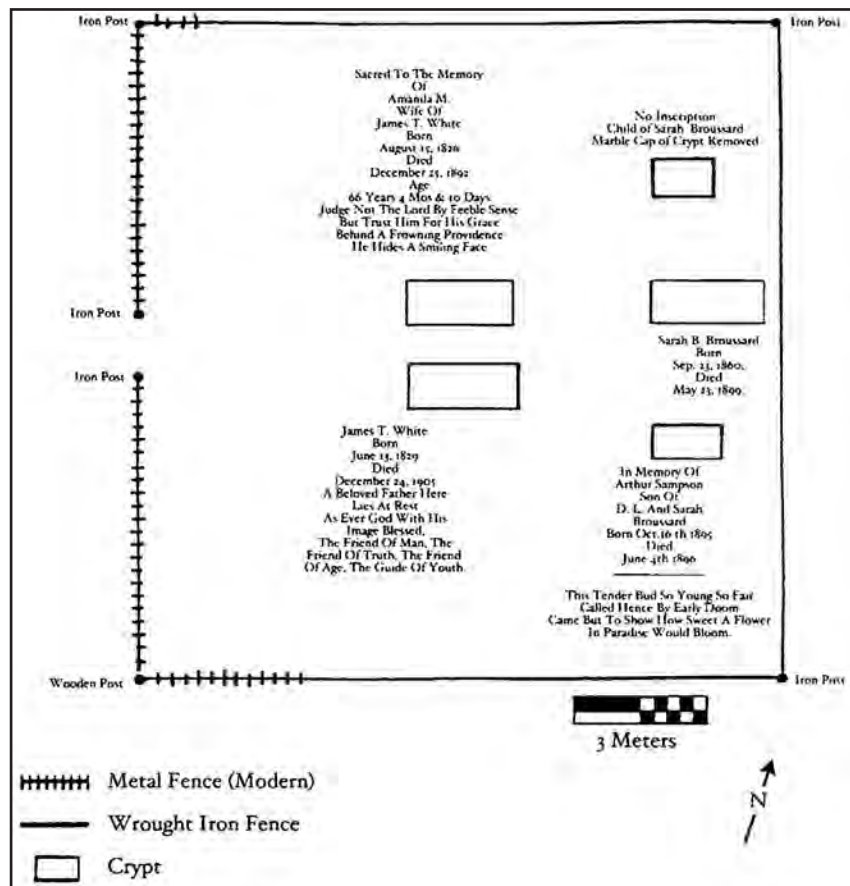 Iron Post
Iron Post
Sacred To The Memory
Of
Amanda M.
Wife Of
James T. White
Born
August 15, 1826
Died
December 25, 1892
Age
66 Years 4 Mos & 10 Days
Judge Not The Lord By Feeble Sense
But Trust Him For His Grace
Behind A Frowning Providence
He Hides A Smiling Face
No Inscription
Child of Sarah Broussard
Marble Cap of Crypt Removed
Iron Post
Iron Post
Sarah B. Broussard
Born
Sep. 23, 1860,
Died
May 23, 1899
James T. White
Born
June 15, 1829
Died
December 24, 1905
A Beloved Father Here
Lies At Rest
As Ever God With His
Image Blessed,
The Friend Of Man, The
Friend Of Truth, The Friend
Of Age, The Guide Of Youth.
In Memory Of
Arthur Sampson
Son Of
D. L. And Sarah
Broussard
Born Oct.16 th 1895
Died
June 4th 1896
This Tender Bud So Young So Fair
Called Hence By Early Doom
Came But To Show How Sweet A Flower
In Paradise Would Bloom.
Wooden Post
Iron Post
3 Meters
Metal Fence (Modern)
Wrought Iron Fence
Crypt
N